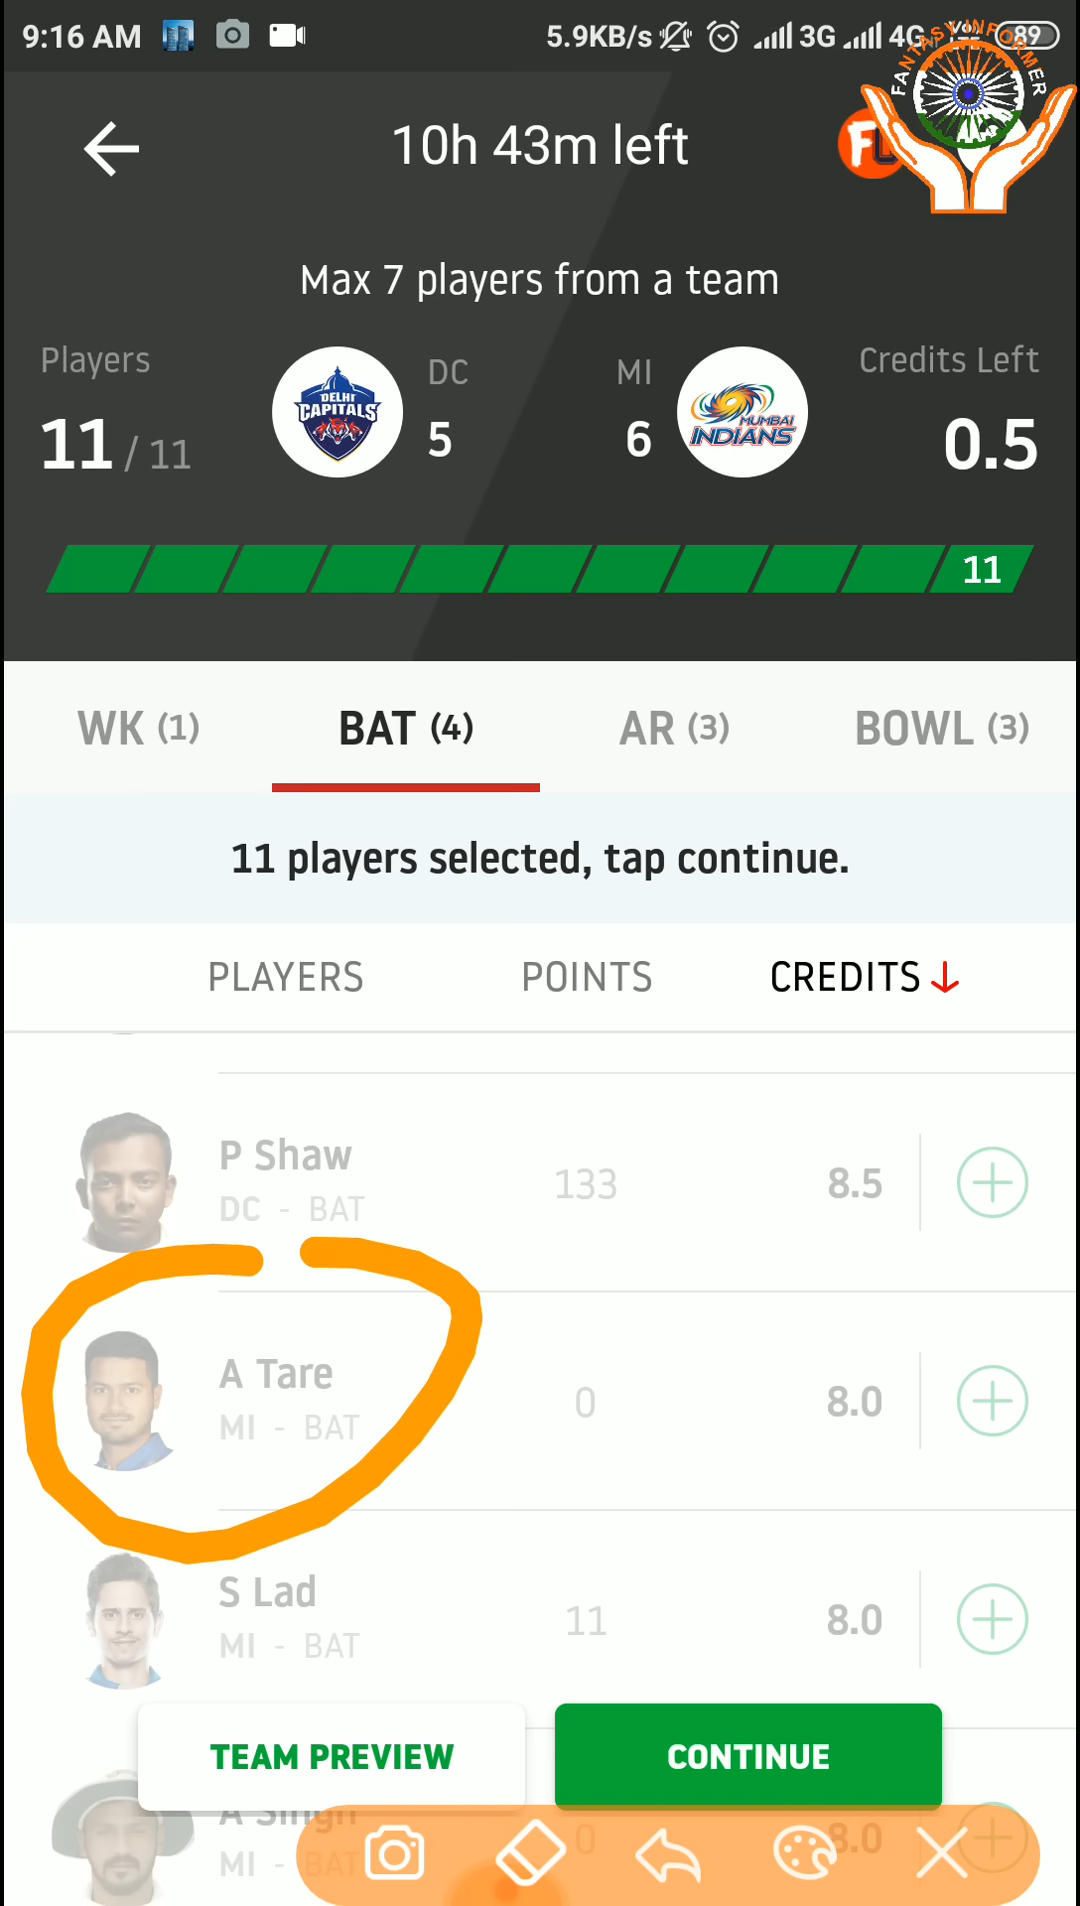 9:16 AM 5.9KB/s 3G 4G 89
FANTASY INFORMER
10h 43m left
Max 7 players from a team
Players DC MI Credits Left
DELHI CAPITALS
MUMBAI INDIANS
11 / 11 5 6 0.5
11
WK (1) BAT (4) AR (3) BOWL (3)
11 players selected, tap continue.
PLAYERS POINTS CREDITS
P Shaw
DC - BAT 133 8.5
A Tare
MI - BAT 0 8.0
S Lad
MI - BAT 11 8.0
TEAM PREVIEW CONTINUE
A Singh
MI - BAT 0 8.0